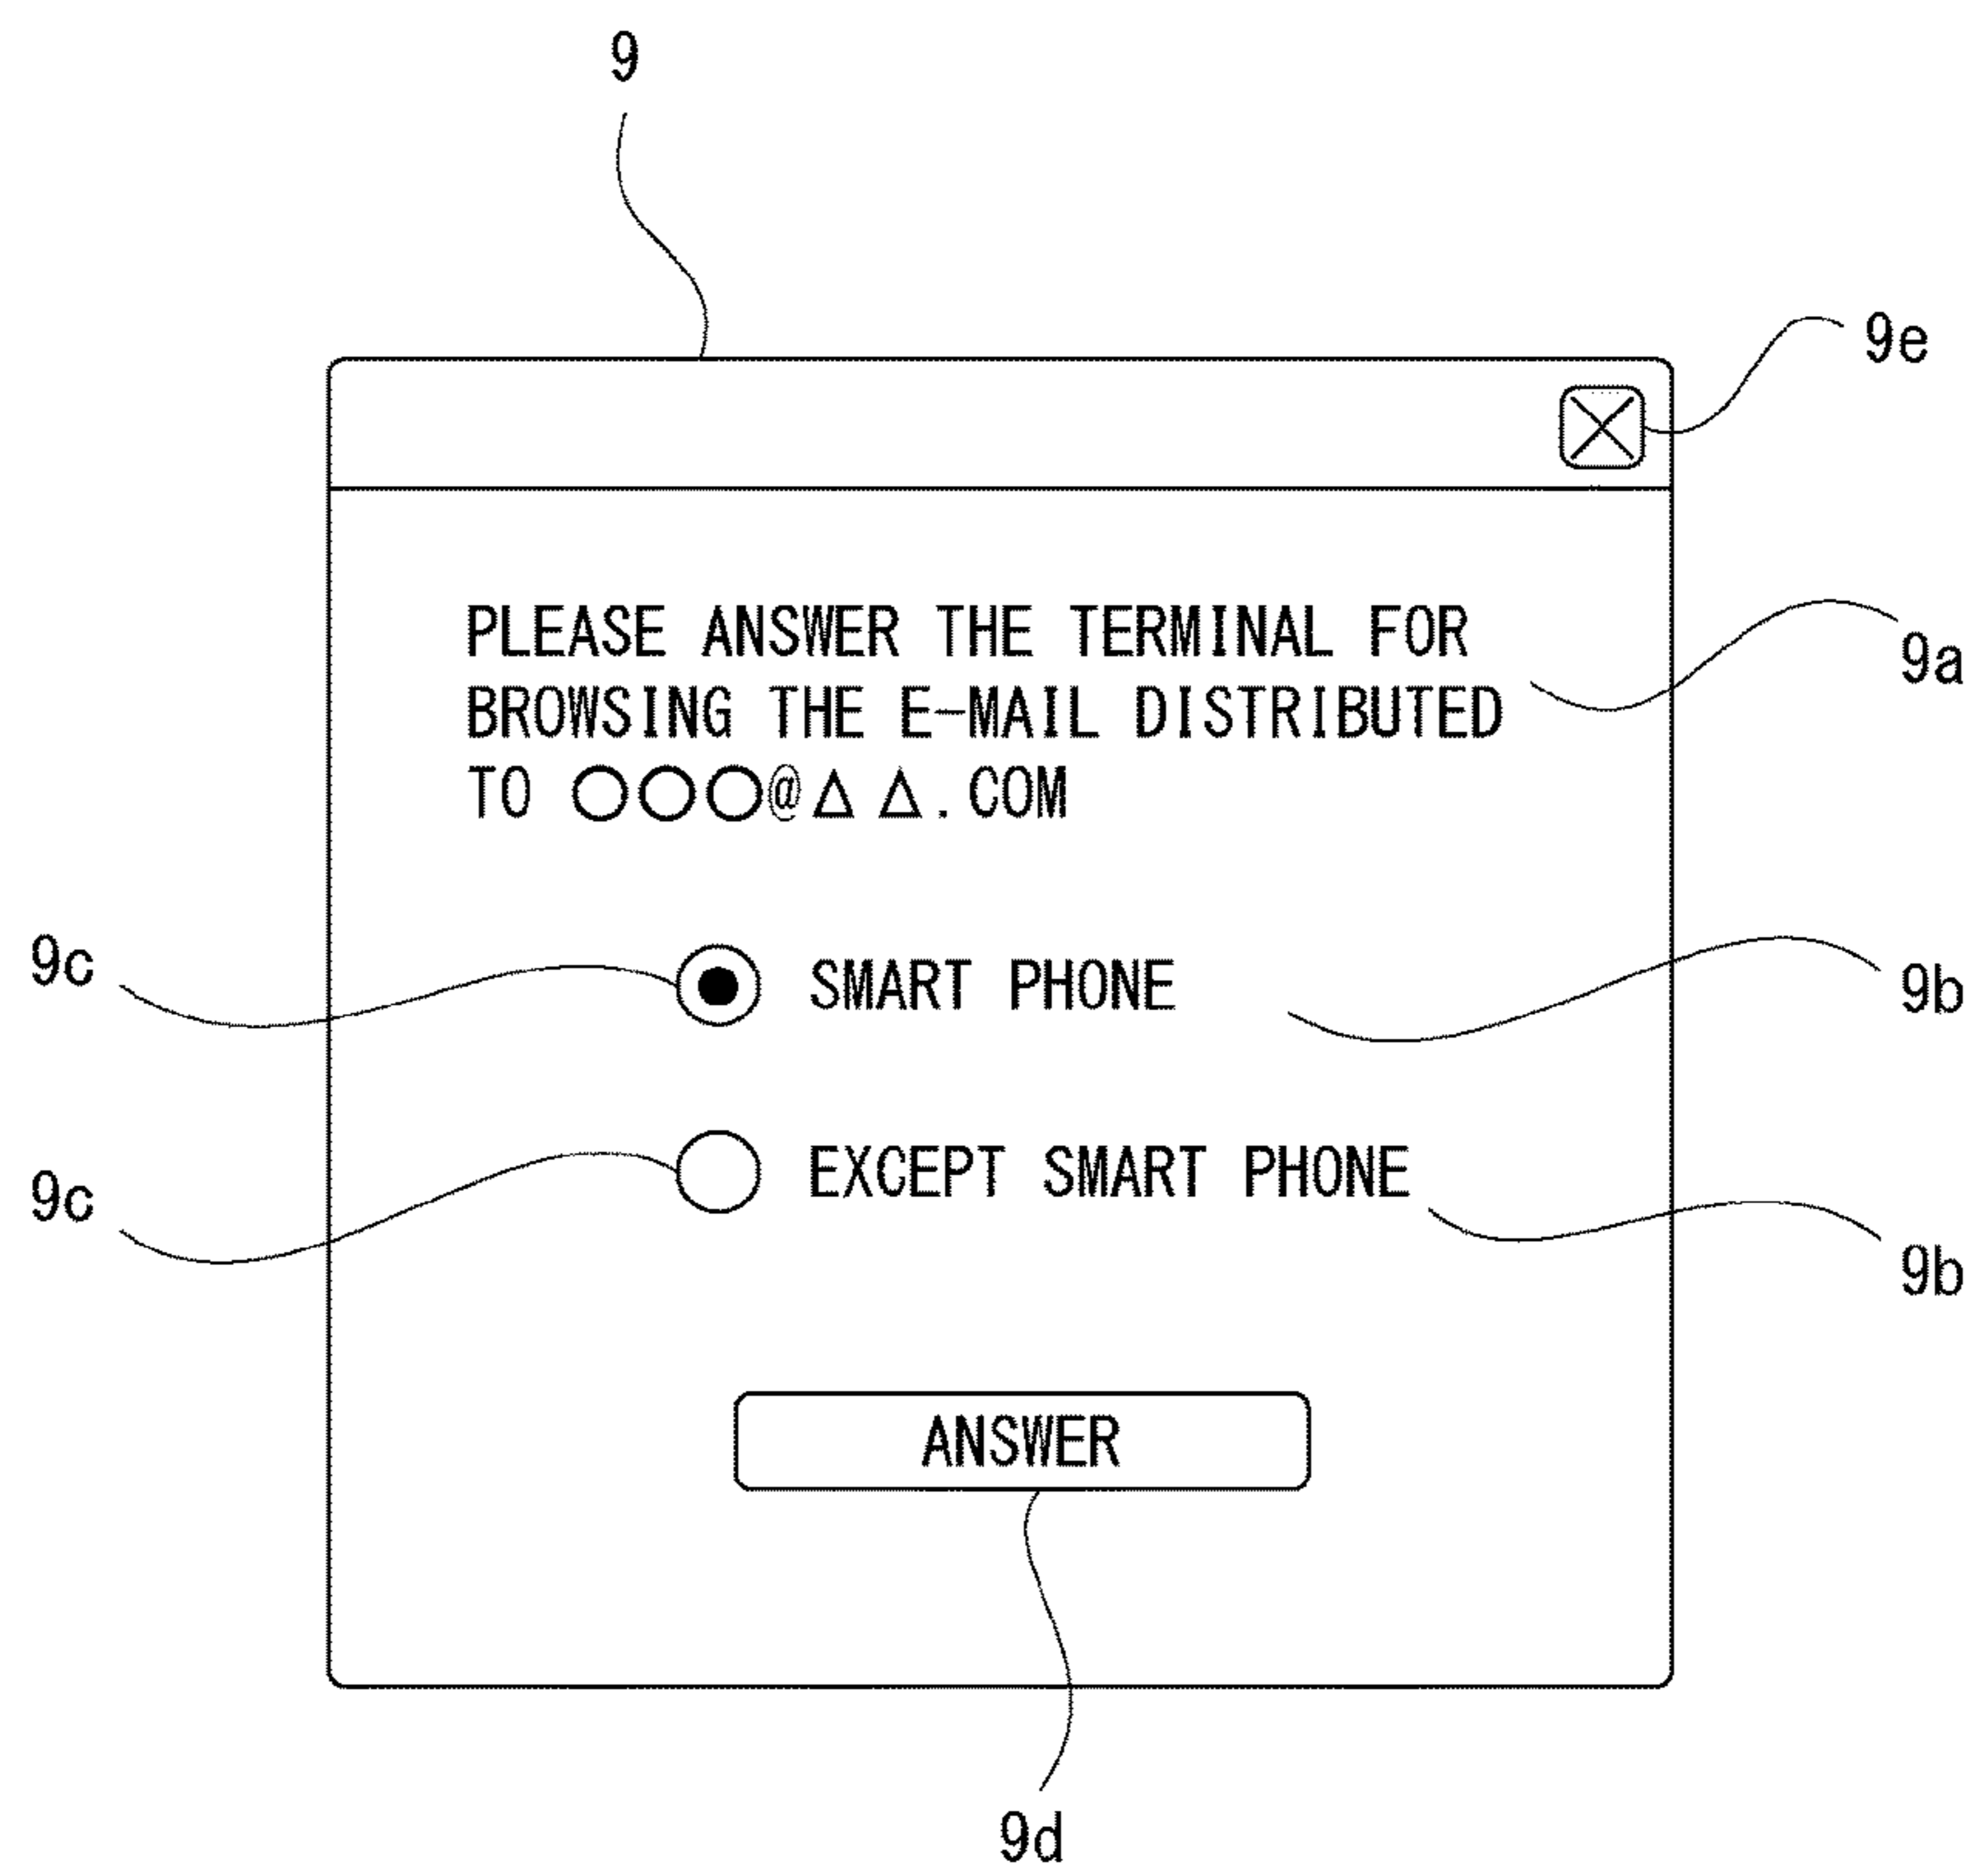 9
9e
PLEASE ANSWER THE TERMINAL FOR
9a
BROWSING THE E-MAIL DISTRIBUTED
TO ○○○@△△.COM
9c
SMART PHONE
9b
9c
EXCEPT SMART PHONE
9b
ANSWER
9d